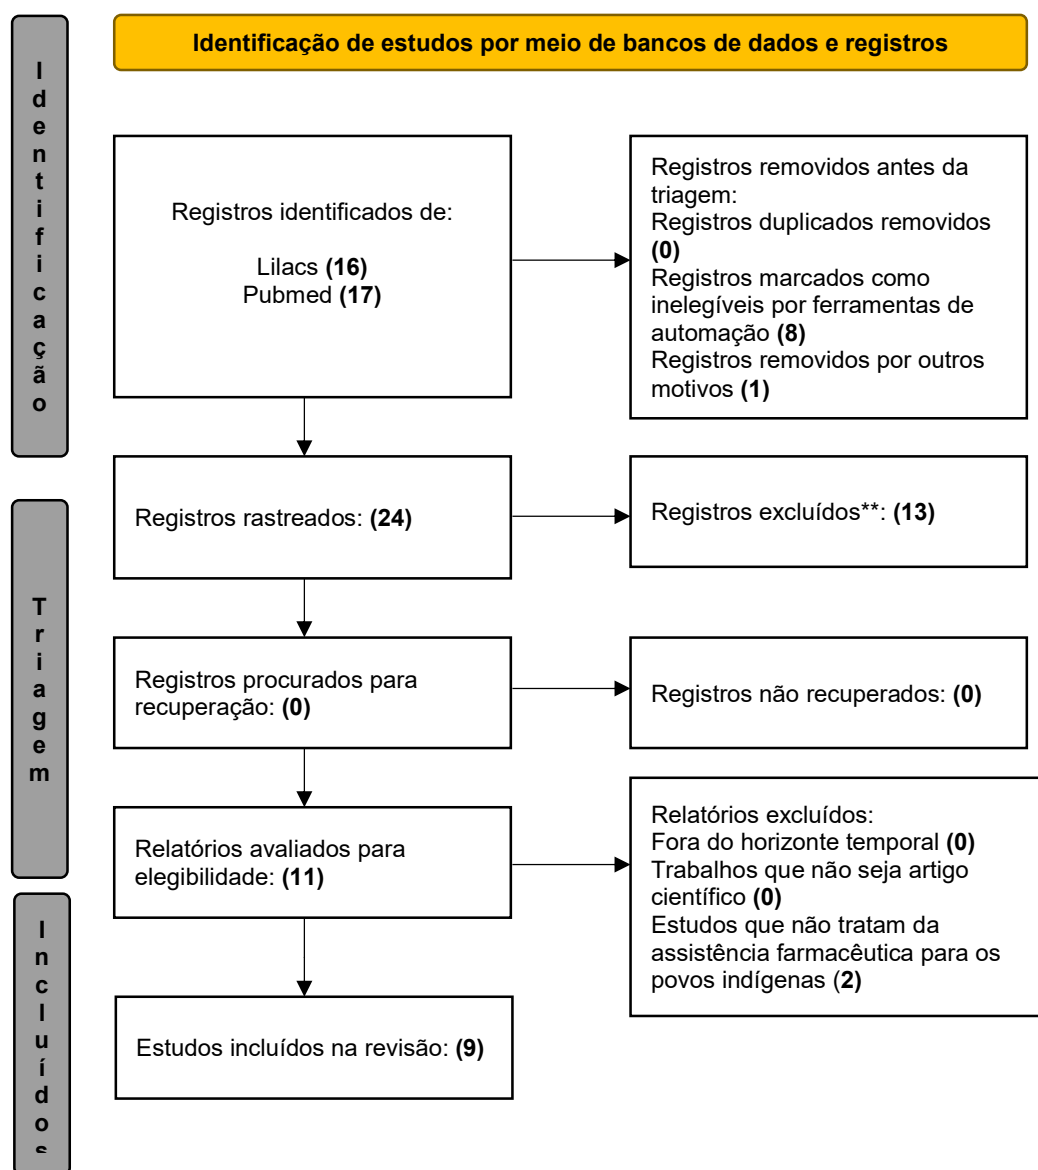 Identificação de estudos por meio de bancos de dados e registros
Identificação
Registros identificados de:
Lilacs (16)
Pubmed (17)
Registros removidos antes da
triagem:
Registros duplicados removidos
(0)
Registros marcados como
inelegíveis por ferramentas de
automação (8)
Registros removidos por outros
motivos (1)
Triagem
Registros rastreados: (24)
Registros excluídos**: (13)
Registros procurados para
recuperação: (0)
Registros não recuperados: (0)
Relatórios avaliados para
elegibilidade: (11)
Relatórios excluídos:
Fora do horizonte temporal (0)
Trabalhos que não seja artigo
científico (0)
Estudos que não tratam da
assistência farmacêutica para os
povos indígenas (2)
Incluídos
Estudos incluídos na revisão: (9)